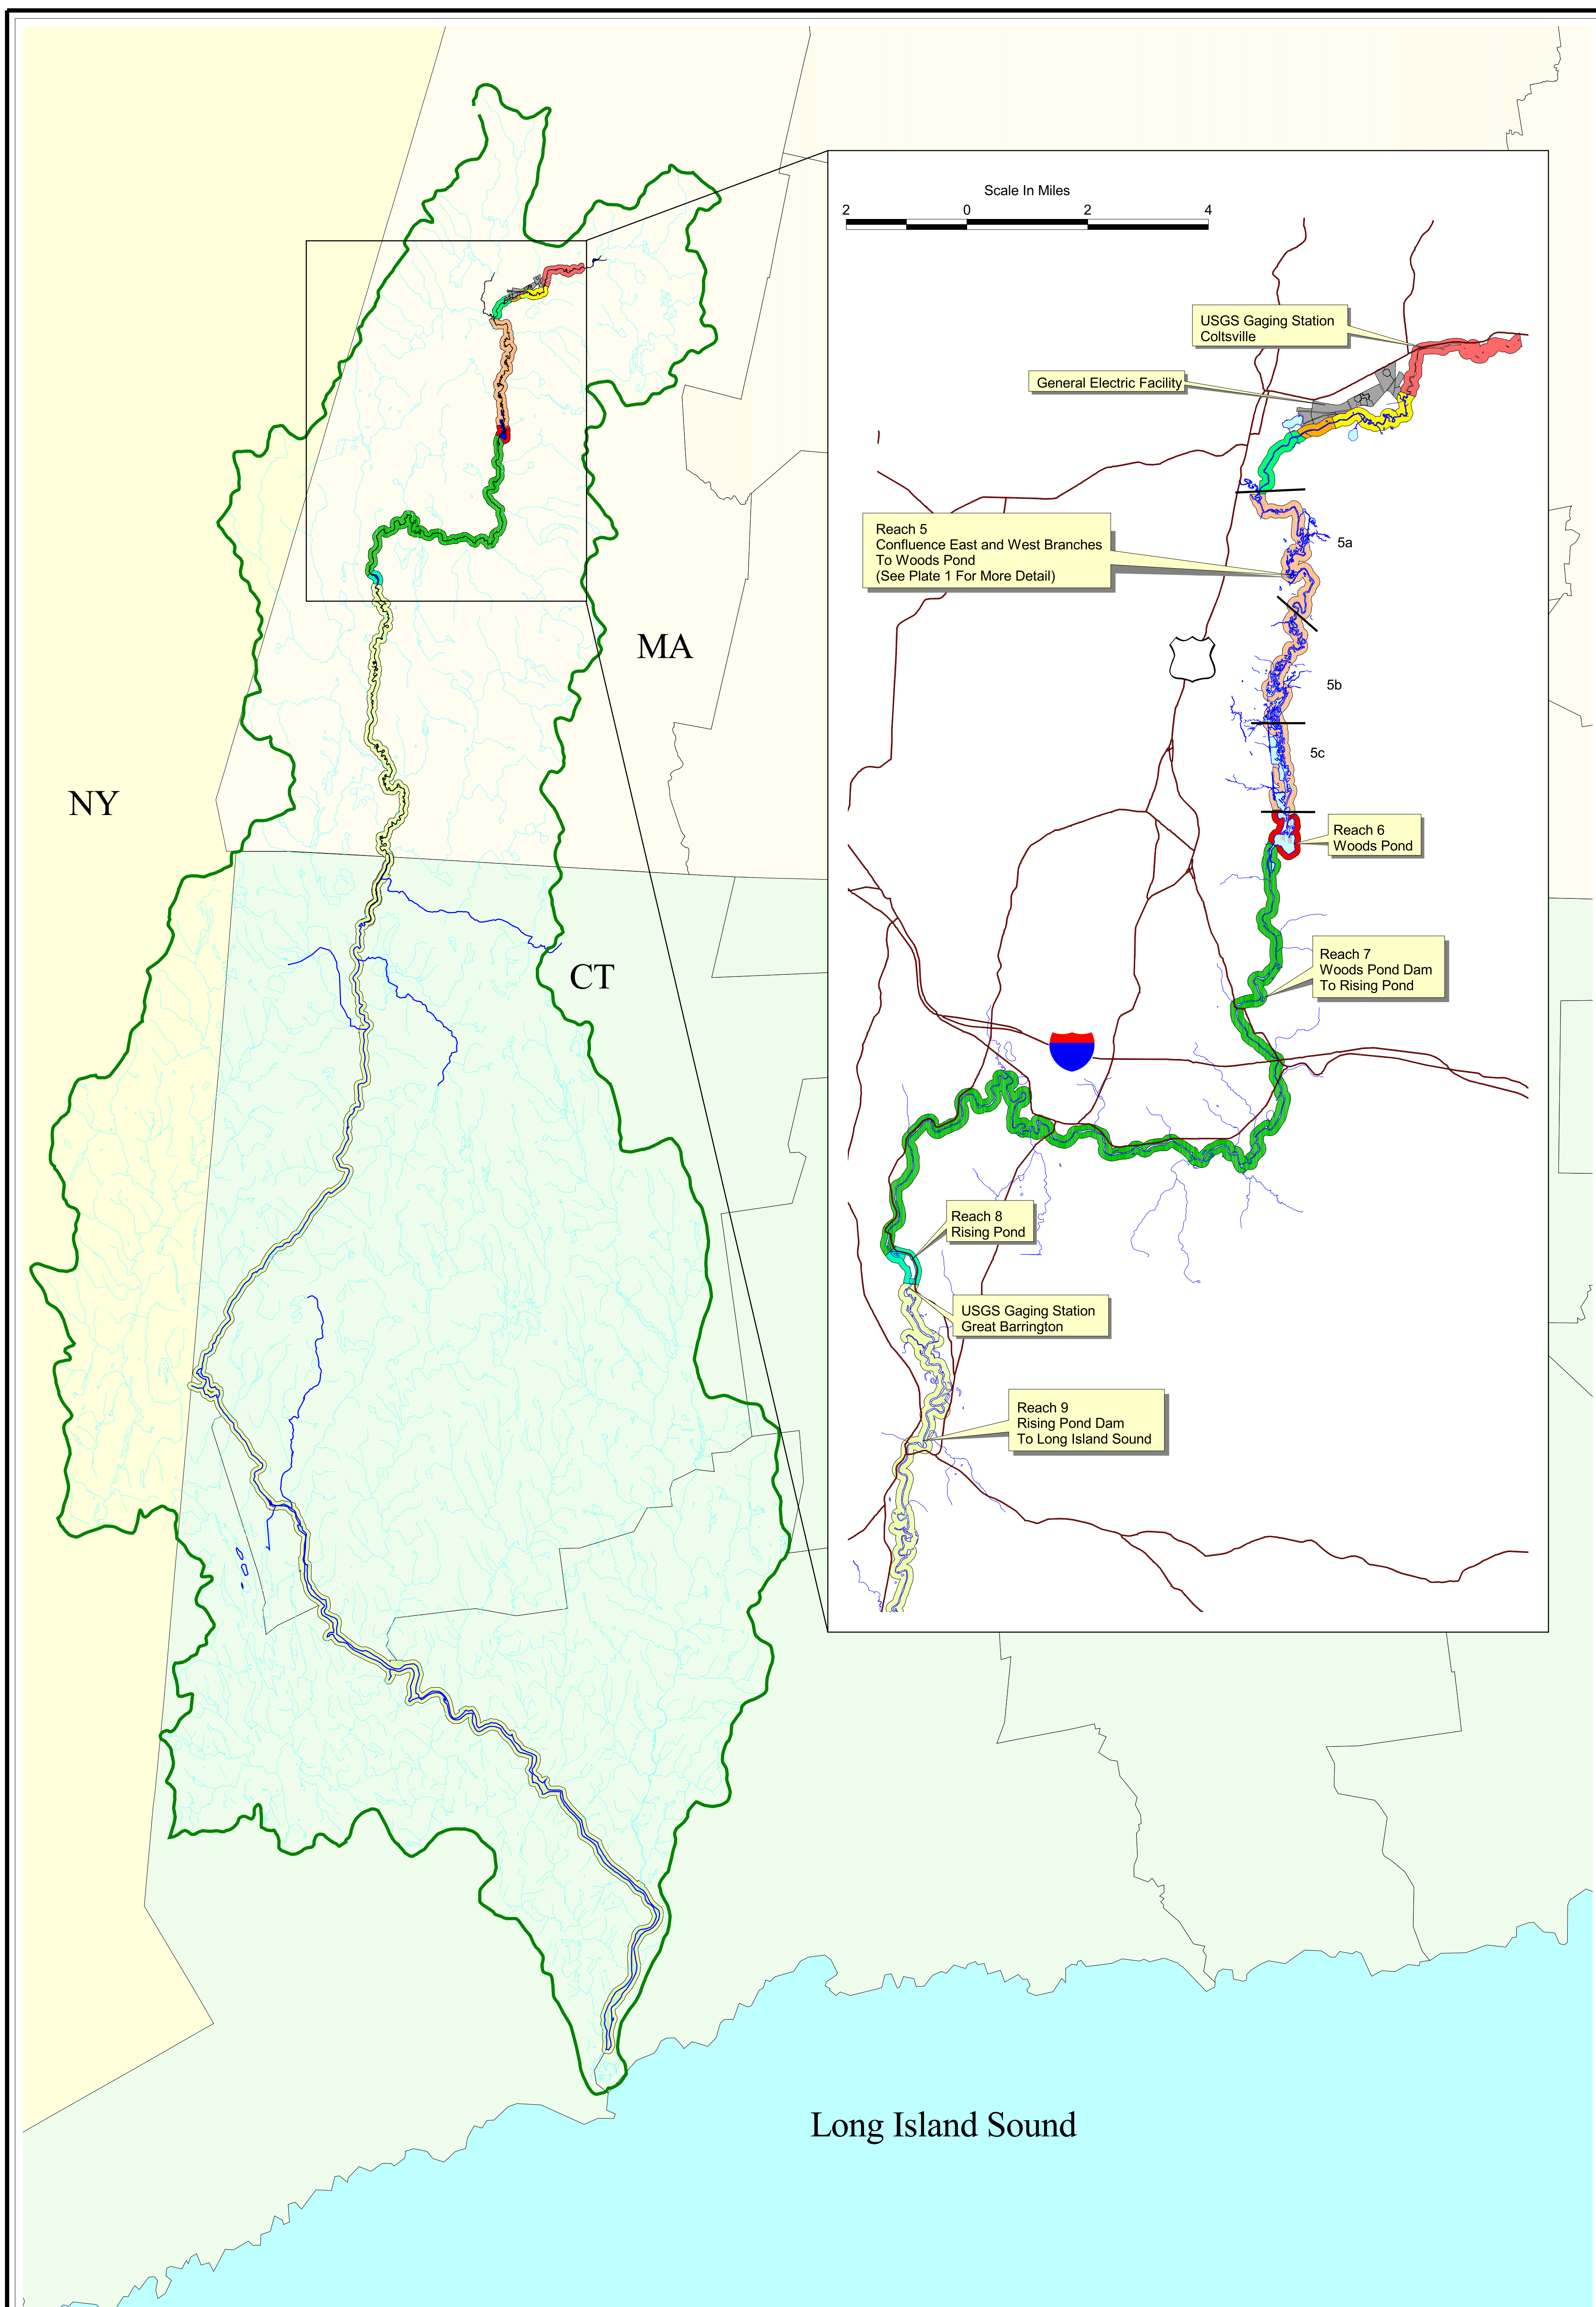 Scale In Miles
2 0 2 4
USGS Gaging Station
Coltsville
General Electric Facility
Reach 5
Confluence East and West Branches
To Woods Pond
(See Plate 1 For More Detail)
5a
5b
5c
MA
NY
CT
Reach 6
Woods Pond
Reach 7
Woods Pond Dam
To Rising Pond
Reach 8
Rising Pond
USGS Gaging Station
Great Barrington
Reach 9
Rising Pond Dam
To Long Island Sound
Long Island Sound